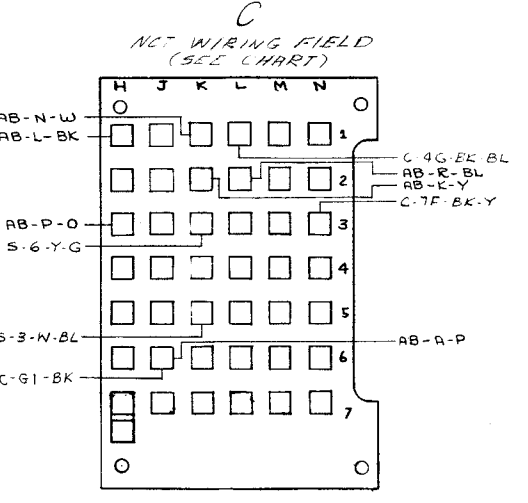 C
NCT WIRING FIELD
(SEE CHART)
H J K L M N
AB-N-W
AB-L-BK
1
C-4G-BK-BL
2
AB-R-BL
AB-K-Y
C-7F-BK-Y
AB-P-O
3
S-6-Y-G
4
5
S-3-W-BL
6
AB-A-P
C-G1-BK
7